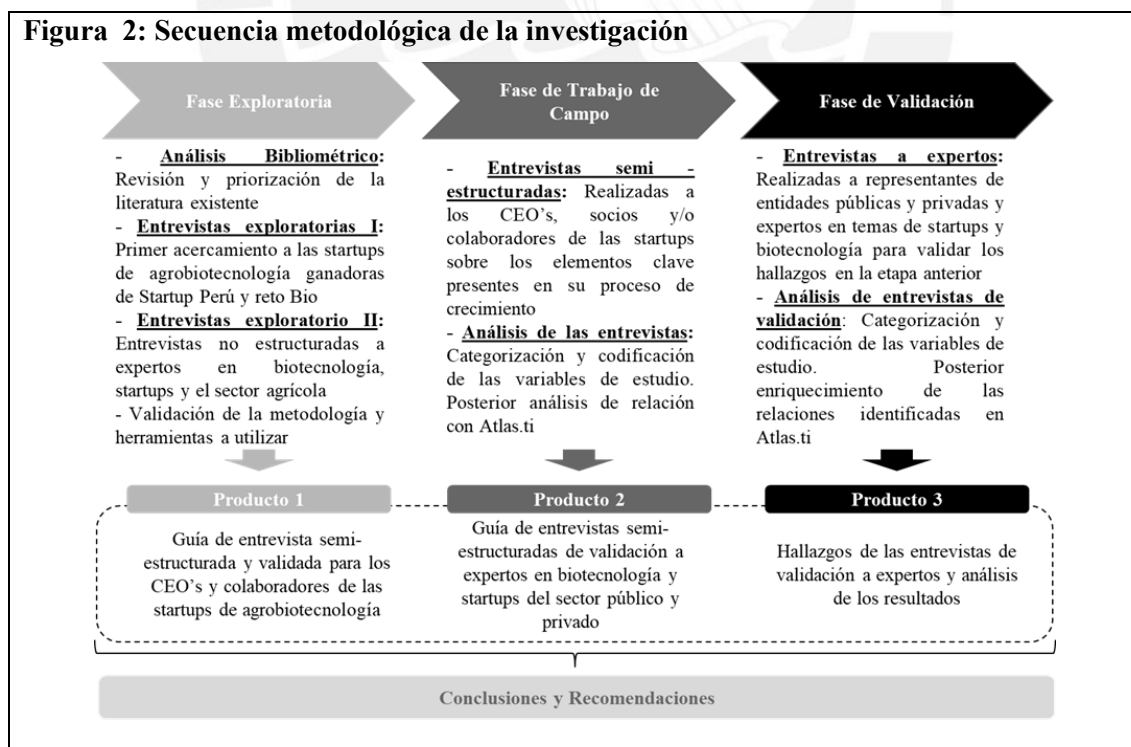 Figura 2: Secuencia metodológica de la investigación
Fase Exploratoria
- Análisis Bibliométrico:
Revisión y priorización de la
literatura existente
- Entrevistas exploratorias I:
Primer acercamiento a las startups
de agrobiotecnología ganadoras
de Startup Perú y reto Bio
- Entrevistas exploratorio II:
Entrevistas no estructuradas a
expertos en biotecnología,
startups y el sector agrícola
- Validación de la metodología y
herramientas a utilizar
Fase de Trabajo de
Campo
- Entrevistas semi -
estructuradas: Realizadas a
los CEO's, socios y/o
colaboradores de las startups
sobre los elementos clave
presentes en su proceso de
crecimiento
- Análisis de las entrevistas:
Categorización y codificación
de las variables de estudio.
Posterior análisis de relación
con Atlas.ti
Fase de Validación
- Entrevistas a expertos:
Realizadas a representantes de
entidades públicas y privadas y
expertos en temas de startups y
biotecnología para validar los
hallazgos en la etapa anterior
- Análisis de entrevistas de
validación: Categorización y
codificación de las variables de
estudio. Posterior
enriquecimiento de las
relaciones identificadas en
Atlas.ti
Producto 1
Guía de entrevista semi-
estructurada y validada para los
CEO's y colaboradores de las
startups de agrobiotecnología
Producto 2
Guía de entrevistas semi-
estructuradas de validación a
expertos en biotecnología y
startups del sector público y
privado
Producto 3
Hallazgos de las entrevistas de
validación a expertos y análisis
de los resultados
Conclusiones y Recomendaciones